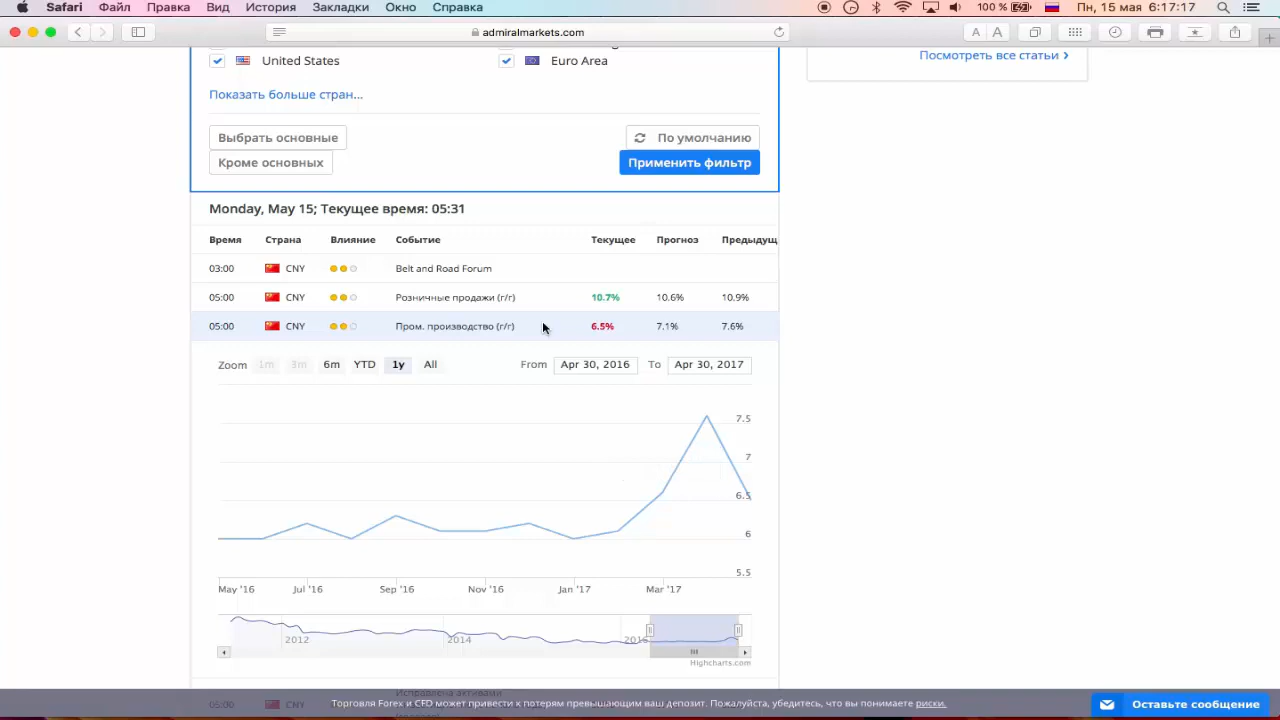 Safari Файл Правка Вид История Закладки Окно Справка 100 % Пн, 15 мая 6:17:17
admiralmarkets.com A A
United States Euro Area
Посмотреть все статьи
Показать больше стран...
Выбрать основные По умолчанию
Кроме основных Применить фильтр
Monday, May 15; Текущее время: 05:31
Время Страна Влияние Событие Текущее Прогноз Предыдущ
03:00 CNY Belt and Road Forum
05:00 CNY Розничные продажи (г/г) 10.7% 10.6% 10.9%
05:00 CNY Пром. производство (г/г) 6.5% 7.1% 7.6%
Zoom 1m 3m 6m YTD 1y All From Apr 30, 2016 To Apr 30, 2017
7.5
7
6.5
6
5.5
May '16 Jul '16 Sep '16 Nov '16 Jan '17 Mar '17
2012 2014
Highcharts.com
05:00 CNY
Торговля Forex и CFD может привести к потерям превышающим ваш депозит. Пожалуйста, убедитесь, что вы понимаете риски.
Оставьте сообщение